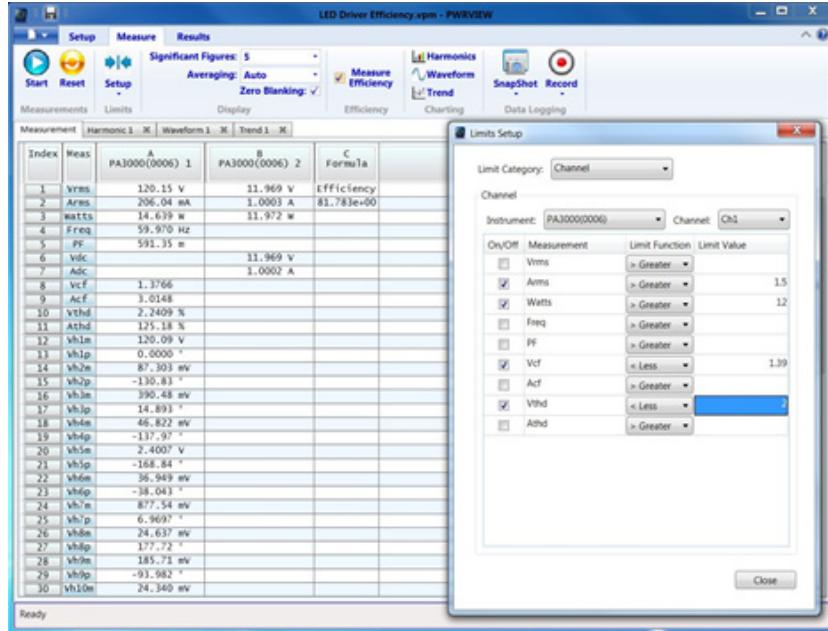 LED Driver Efficiency.vpm - PWRVIEW
Setup Measure Results
Start Reset Setup
Significant Figures: 5
Averaging: Auto
Zero Blanking:
Measure Efficiency
Harmonics
Waveform
Trend
SnapShot Record
Measurements Limits Display Efficiency Charting Data Logging
Measurement Harmonic 1 Waveform 1 Trend 1
Index Meas A PA3000(0006) 1 B PA3000(0006) 2 C Formula
1 Vrms 120.15 V 11.969 V Efficiency
2 Arms 206.04 mA 1.0003 A 81.783e+00
3 Watts 14.639 W 11.972 W
4 Freq 59.970 Hz
5 PF 591.35 m
6 Vdc 11.969 V
7 Adc 1.0002 A
8 Vcf 1.3766
9 Acf 3.0148
10 Vthd 2.2409 %
11 Athd 125.18 %
12 Vh1m 120.09 V
13 Vh1p 0.0000 °
14 Vh2m 87.303 mV
15 Vh2p -130.83 °
16 Vh3m 390.48 mV
17 Vh3p 14.893 °
18 Vh4m 46.822 mV
19 Vh4p -137.97 °
20 Vh5m 2.4007 V
21 Vh5p -168.84 °
22 Vh6m 36.949 mV
23 Vh6p -38.043 °
24 Vh7m 877.54 mV
25 Vh7p 6.9697 °
26 Vh8m 24.637 mV
27 Vh8p 177.72 °
28 Vh9m 185.71 mV
29 Vh9p -93.982 °
30 Vh10m 24.340 mV
Ready
Limits Setup
Limit Category: Channel
Channel
Instrument: PA3000(0006) Channel: Ch1
On/Off Measurement Limit Function Limit Value
Vrms > Greater
Arms > Greater 1.5
Watts > Greater 12
Freq > Greater
PF > Greater
Vcf < Less 1.39
Acf > Greater
Vthd < Less 2
Athd > Greater
Close